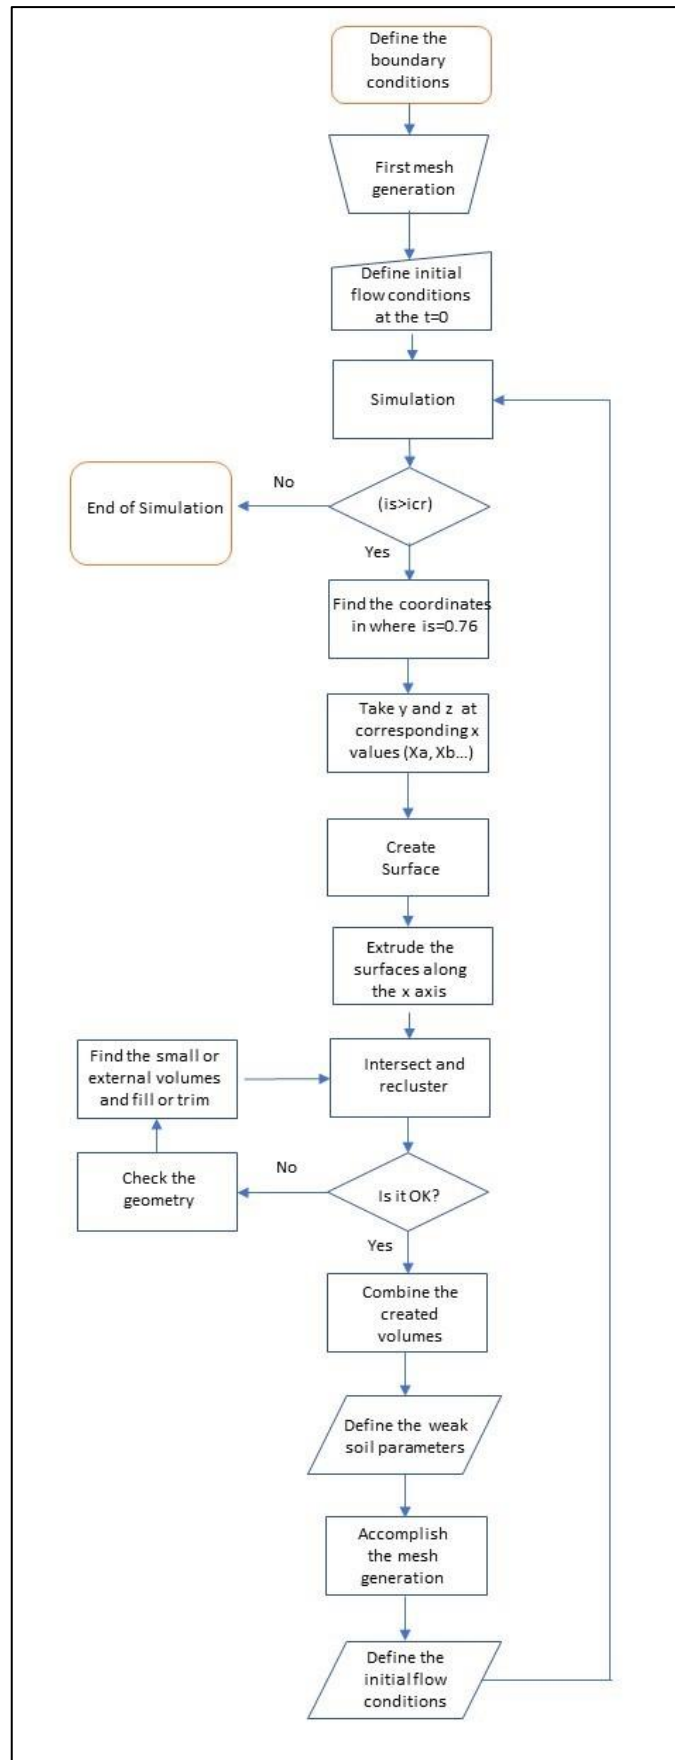 Define the
boundary
conditions
First mesh
generation
Define initial
flow conditions
at the t=0
Simulation
(is>icr)
No
End of Simulation
Yes
Find the coordinates
in where is=0.76
Take y and z at
corresponding x
values (Xa, Xb...)
Create
Surface
Extrude the
surfaces along
the x axis
Intersect and
recluster
Find the small or
external volumes
and fill or trim
Check the
geometry
No
Is it OK?
Yes
Combine the
created
volumes
Define the weak
soil parameters
Accomplish
the mesh
generation
Define the
initial flow
conditions